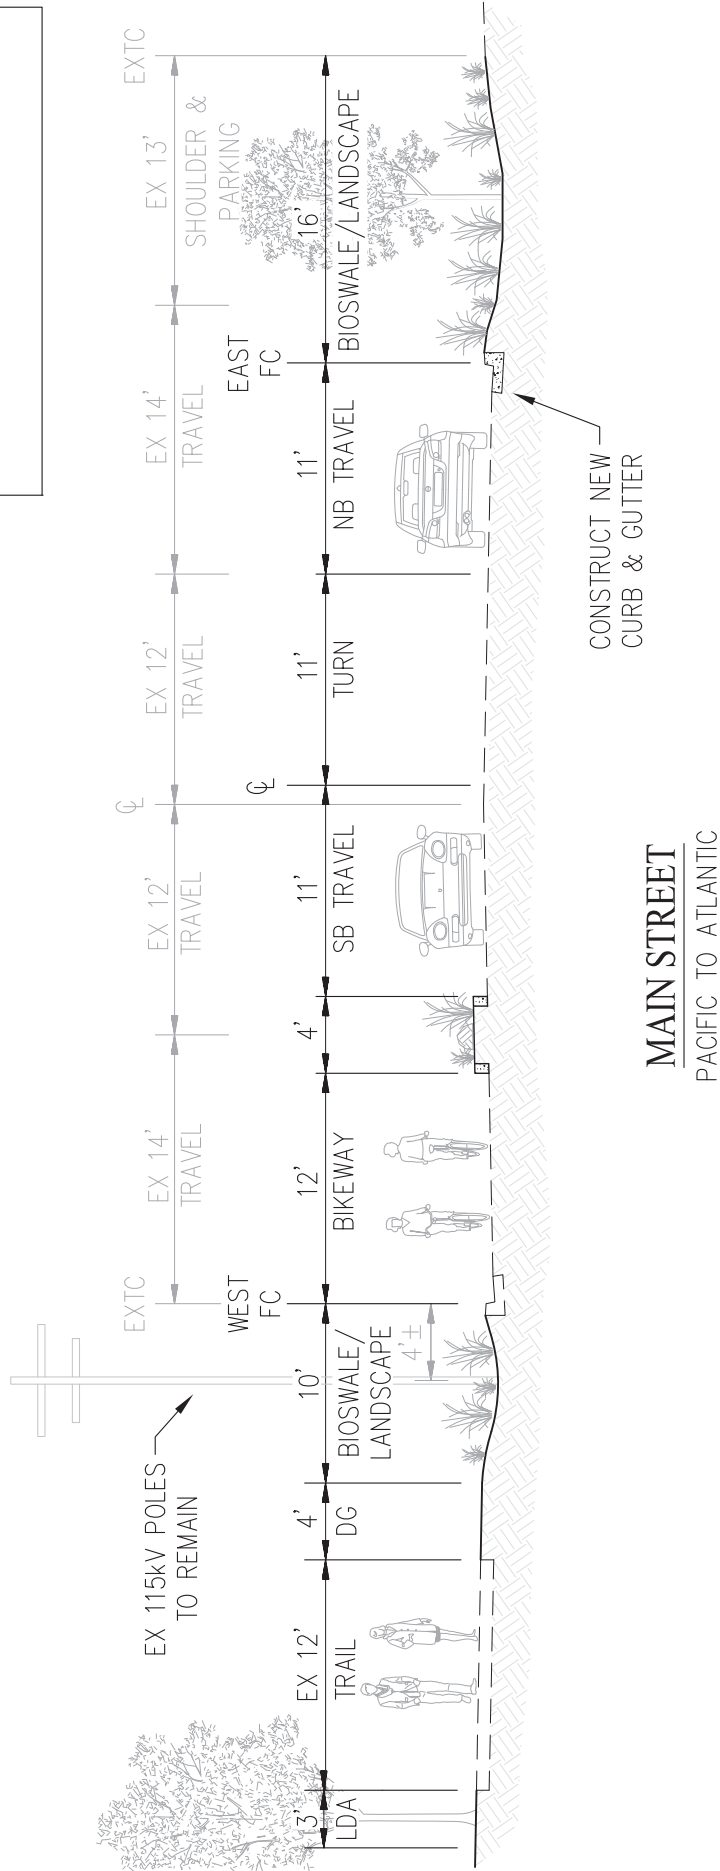 EXTC
EX 14'
TRAVEL
EX 12'
TRAVEL
℄
EX 12'
TRAVEL
EX 14'
TRAVEL
EX 13'
SHOULDER &
PARKING
EXTC
EX 115kV POLES
TO REMAIN
WEST
FC
℄
EAST
FC
3'
LDA
EX 12'
TRAIL
4'
DG
10'
BIOSWALE/
LANDSCAPE
4'±
12'
BIKEWAY
4'
11'
SB TRAVEL
11'
TURN
11'
NB TRAVEL
16'
BIOSWALE/LANDSCAPE
CONSTRUCT NEW
CURB & GUTTER
MAIN STREET
PACIFIC TO ATLANTIC